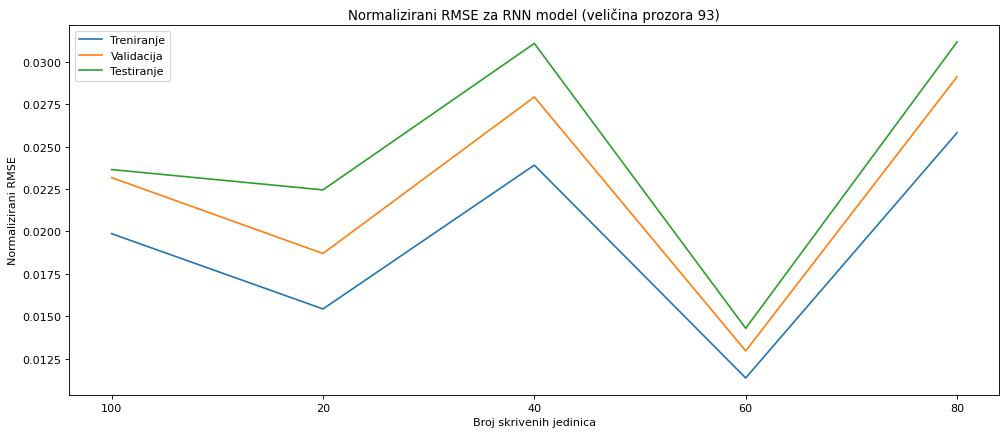 Normalizirani RMSE za RNN model (veličina prozora 93)
Treniranje
Validacija
Testiranje
0.0300
0.0275
0.0250
0.0225
0.0200
0.0175
0.0150
0.0125
Normalizirani RMSE
100 20 40 60 80
Broj skrivenih jedinica